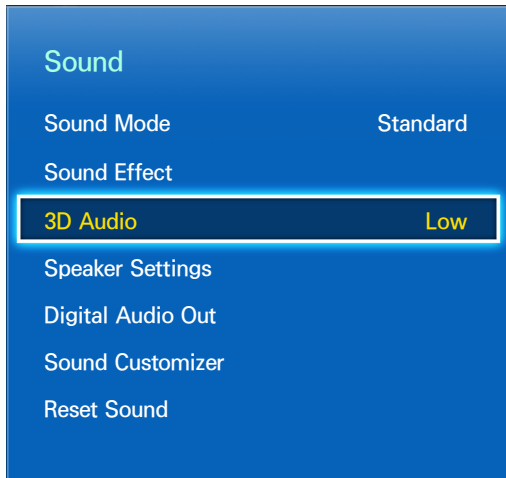 Sound
Sound Mode Standard
Sound Effect
3D Audio Low
Speaker Settings
Digital Audio Out
Sound Customizer
Reset Sound